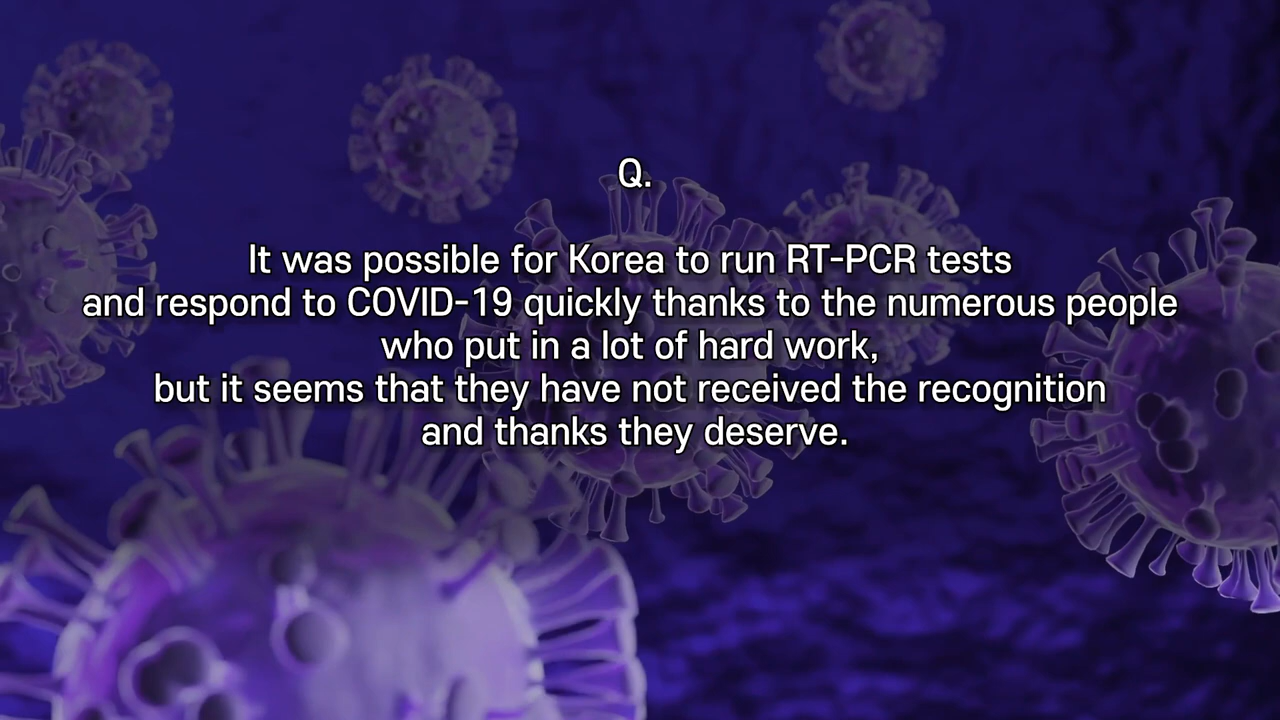 Q.
It was possible for Korea to run RT-PCR tests
and respond to COVID-19 quickly thanks to the numerous people
who put in a lot of hard work,
but it seems that they have not received the recognition
and thanks they deserve.